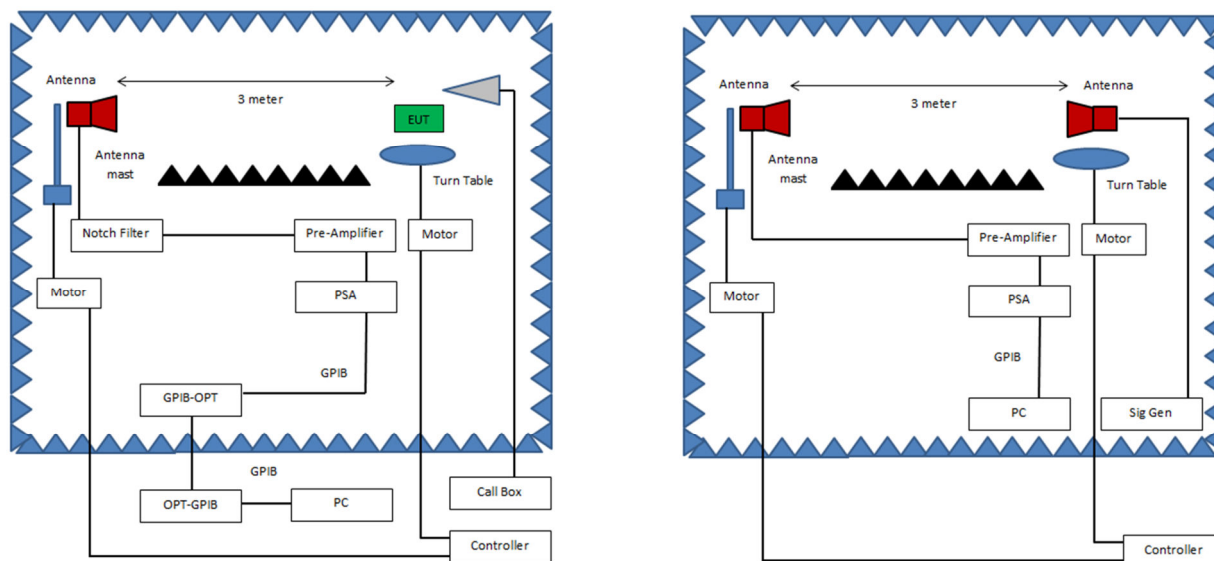 Antenna
3 meter
EUT
Antenna
mast
Turn Table
Notch Filter
Pre-Amplifier
Motor
Motor
PSA
GPIB
GPIB-OPT
GPIB
OPT-GPIB
PC
Call Box
Controller
Antenna
3 meter
Antenna
Antenna
mast
Turn Table
Pre-Amplifier
Motor
Motor
PSA
GPIB
PC
Sig Gen
Controller